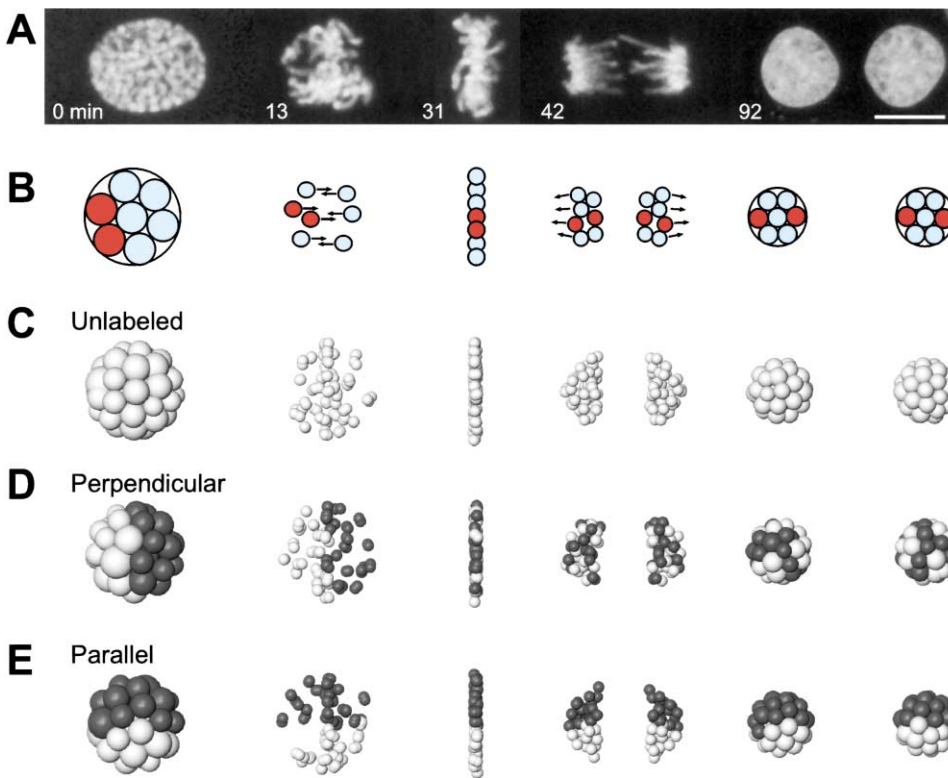 A
0 min
13
31
42
92
B
C
Unlabeled
D
Perpendicular
E
Parallel